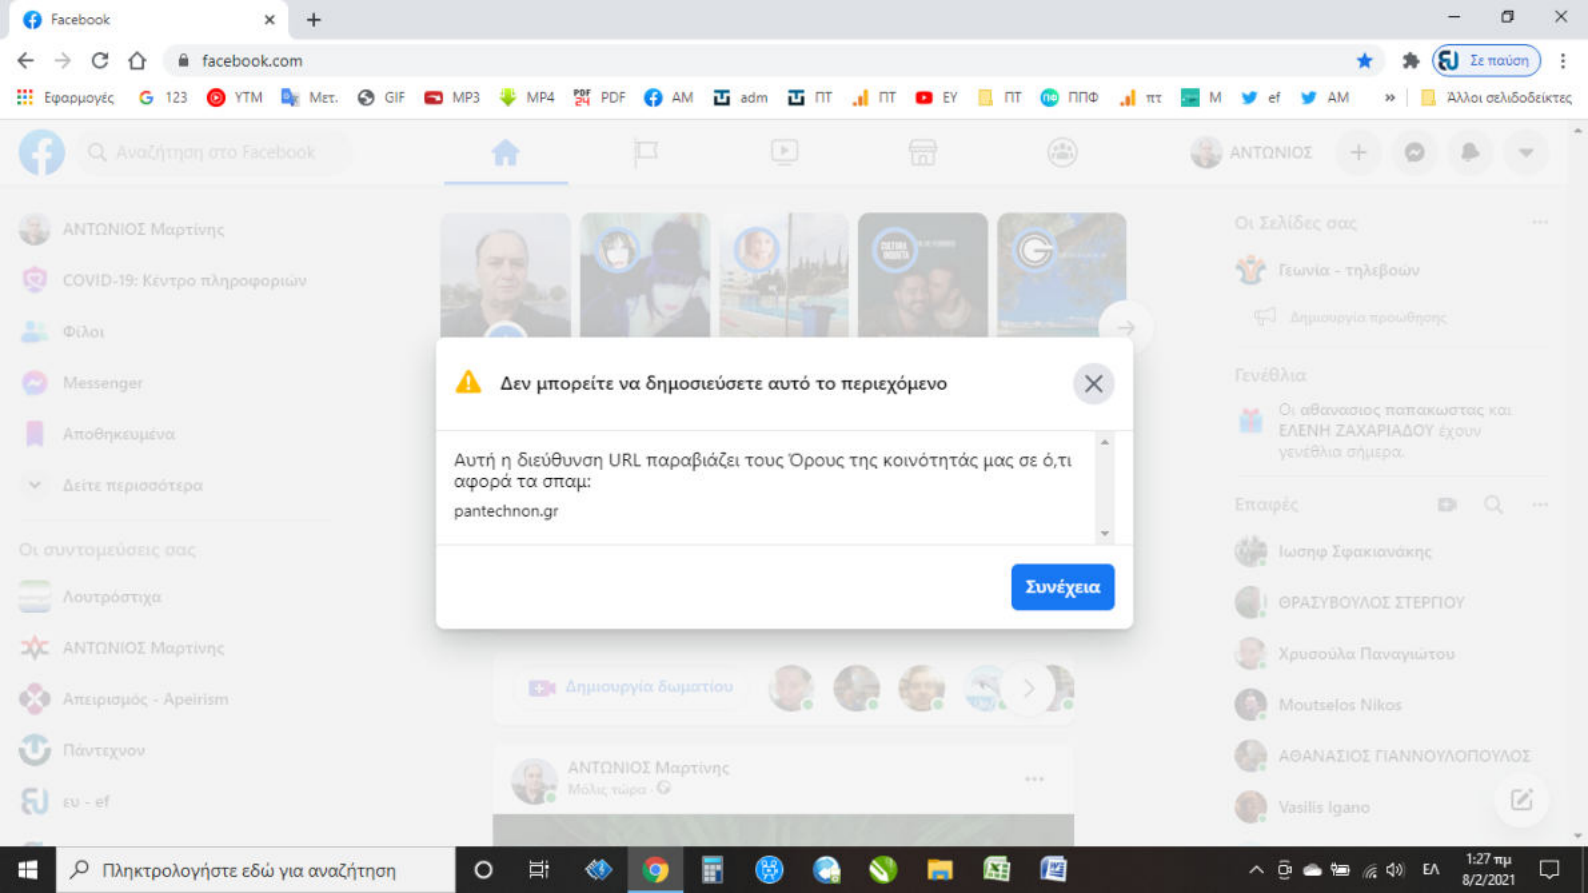 Facebook
facebook.com
Σε παύση
Εφαρμογές
123
YTM
Μετ.
GIF
MP3
MP4
PDF
AM
adm
ΠΤ
ΠΤ
ΕΥ
ΠΤ
ΠΠΦ
πτ
M
ef
AM
»
Άλλοι σελιδοδείκτες
Αναζήτηση στο Facebook
ΑΝΤΩΝΙΟΣ
ΑΝΤΩΝΙΟΣ Μαρτίνης
COVID-19: Κέντρο πληροφοριών
Φίλοι
Messenger
Αποθηκευμένα
Δείτε περισσότερα
Οι συντομεύσεις σας
Λουτρόστιχα
ΑΝΤΩΝΙΟΣ Μαρτίνης
Απειρισμός - Apeirism
Πάντεχνον
ευ - ef
Δεν μπορείτε να δημοσιεύσετε αυτό το περιεχόμενο
Αυτή η διεύθυνση URL παραβιάζει τους Όρους της κοινότητάς μας σε ό,τι
αφορά τα σπαμ:
pantechnon.gr
Συνέχεια
Δημιουργία δωματίου
ΑΝΤΩΝΙΟΣ Μαρτίνης
Μόλις τώρα
Οι Σελίδες σας
Γεωνία - τηλεβοών
Δημιουργία προώθησης
Γενέθλια
Οι αθανασιος παπακωστας και
ΕΛΕΝΗ ΖΑΧΑΡΙΑΔΟΥ έχουν
γενέθλια σήμερα.
Επαφές
Ιωσηφ Σφακιανάκης
ΘΡΑΣΥΒΟΥΛΟΣ ΣΤΕΡΓΙΟΥ
Χρυσούλα Παναγιώτου
Moutselos Nikos
ΑΘΑΝΑΣΙΟΣ ΓΙΑΝΝΟΥΛΟΠΟΥΛΟΣ
Vasilis Igano
Πληκτρολογήστε εδώ για αναζήτηση
ΕΛ
1:27 πμ
8/2/2021